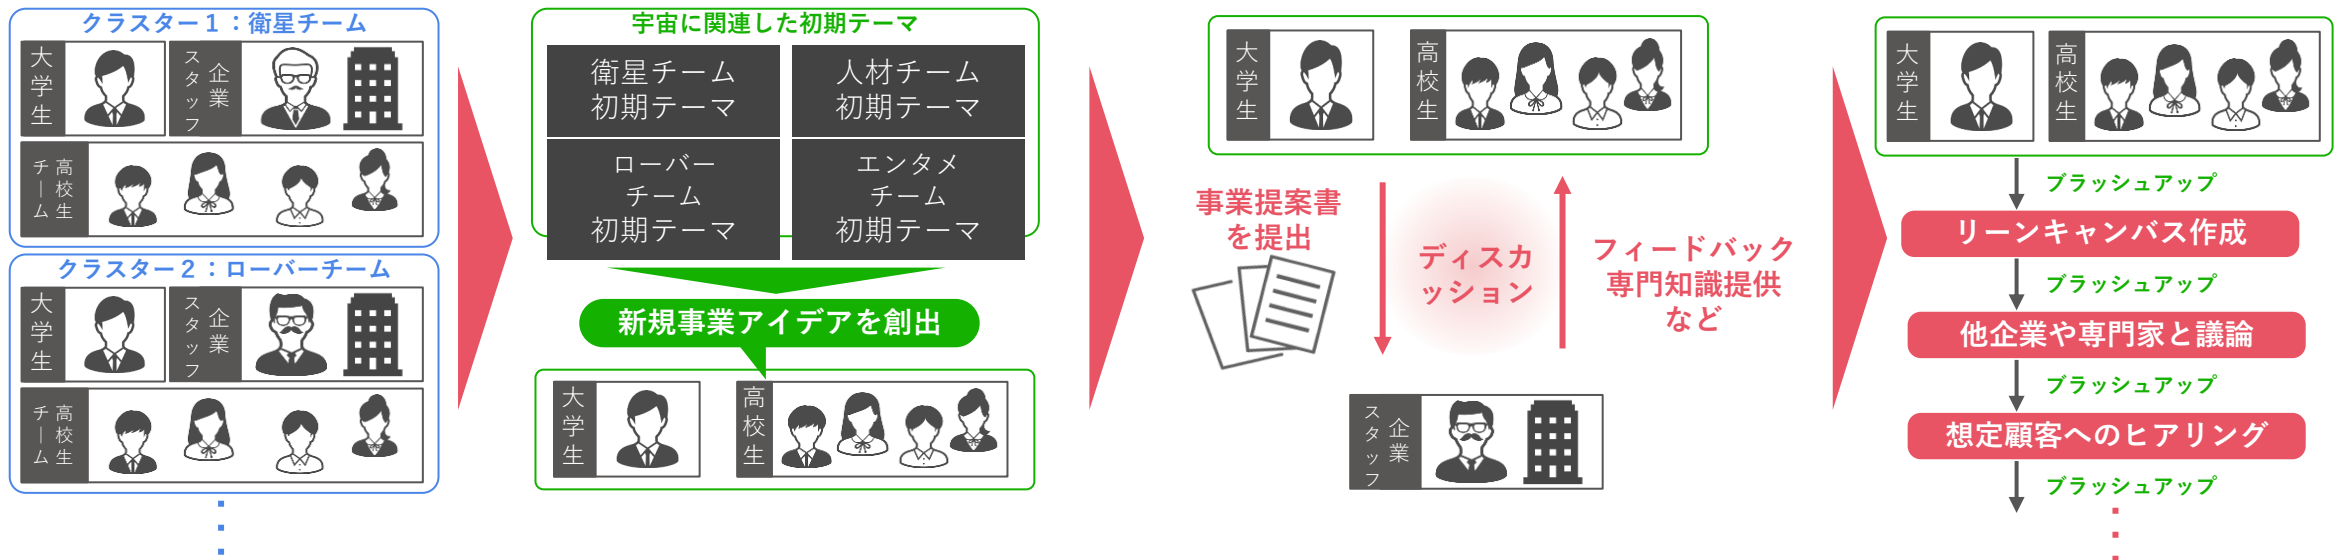 クラスター１：衛星チーム
大学生
企業
スタッフ
高校生
チーム
クラスター２：ローバーチーム
大学生
企業
スタッフ
高校生
チーム
宇宙に関連した初期テーマ
衛星チーム
初期テーマ
人材チーム
初期テーマ
ローバー
チーム
初期テーマ
エンタメ
チーム
初期テーマ
新規事業アイデアを創出
大学生
高校生
大学生
高校生
事業提案書
を提出
ディスカ
ッション
フィードバック
専門知識提供
など
企業
スタッフ
大学生
高校生
ブラッシュアップ
リーンキャンバス作成
ブラッシュアップ
他企業や専門家と議論
ブラッシュアップ
想定顧客へのヒアリング
ブラッシュアップ